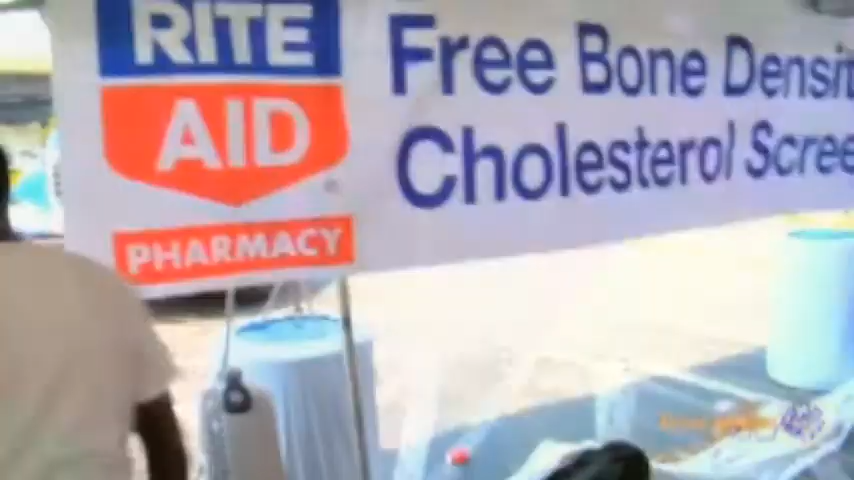 RITE
AID
PHARMACY
Free Bone Densit
Cholesterol Scree